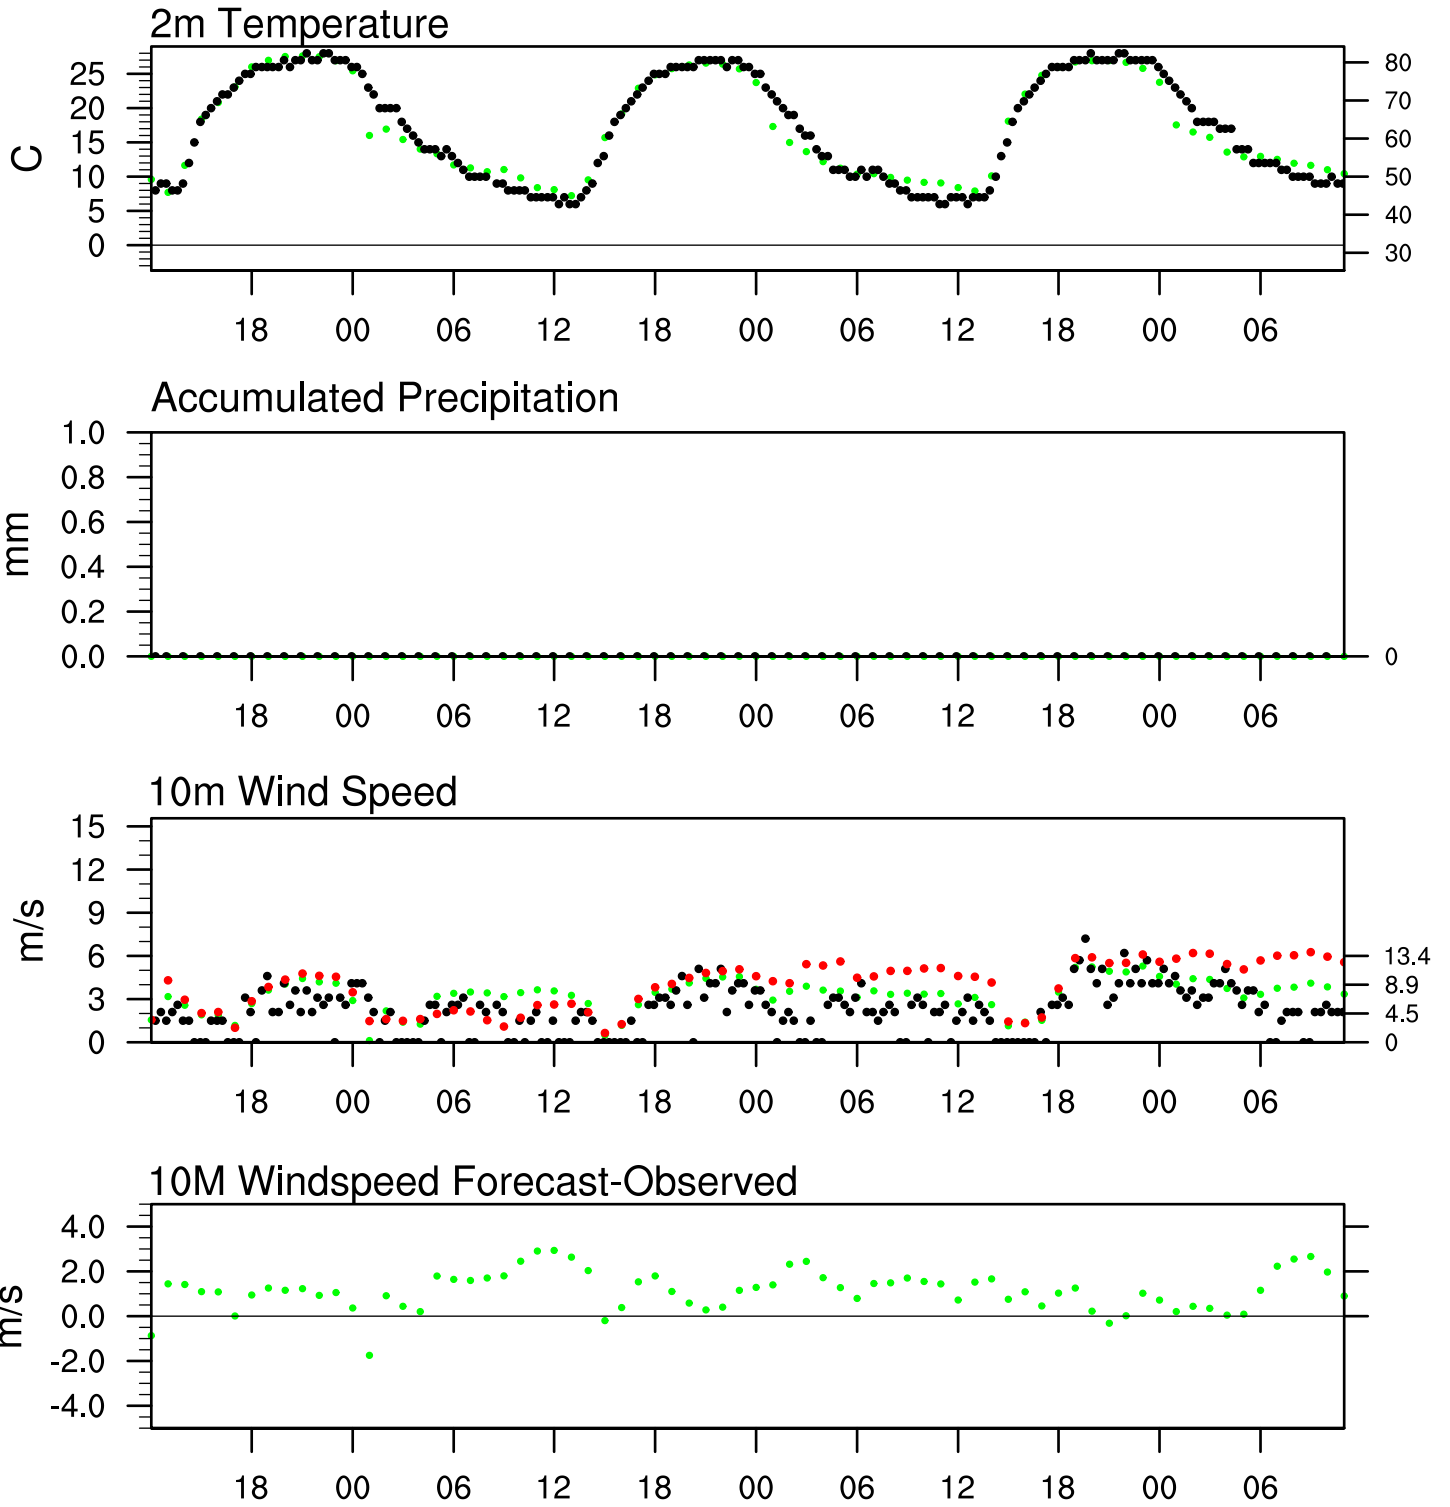 2m Temperature
25
20
15
10
5
0
C
80
70
60
50
40
30
18 00 06 12 18 00 06 12 18 00 06
Accumulated Precipitation
1.0
0.8
0.6
0.4
0.2
0.0
mm
0
18 00 06 12 18 00 06 12 18 00 06
10m Wind Speed
15
12
9
6
3
0
m/s
13.4
8.9
4.5
0
18 00 06 12 18 00 06 12 18 00 06
10M Windspeed Forecast-Observed
4.0
2.0
0.0
-2.0
-4.0
m/s
18 00 06 12 18 00 06 12 18 00 06